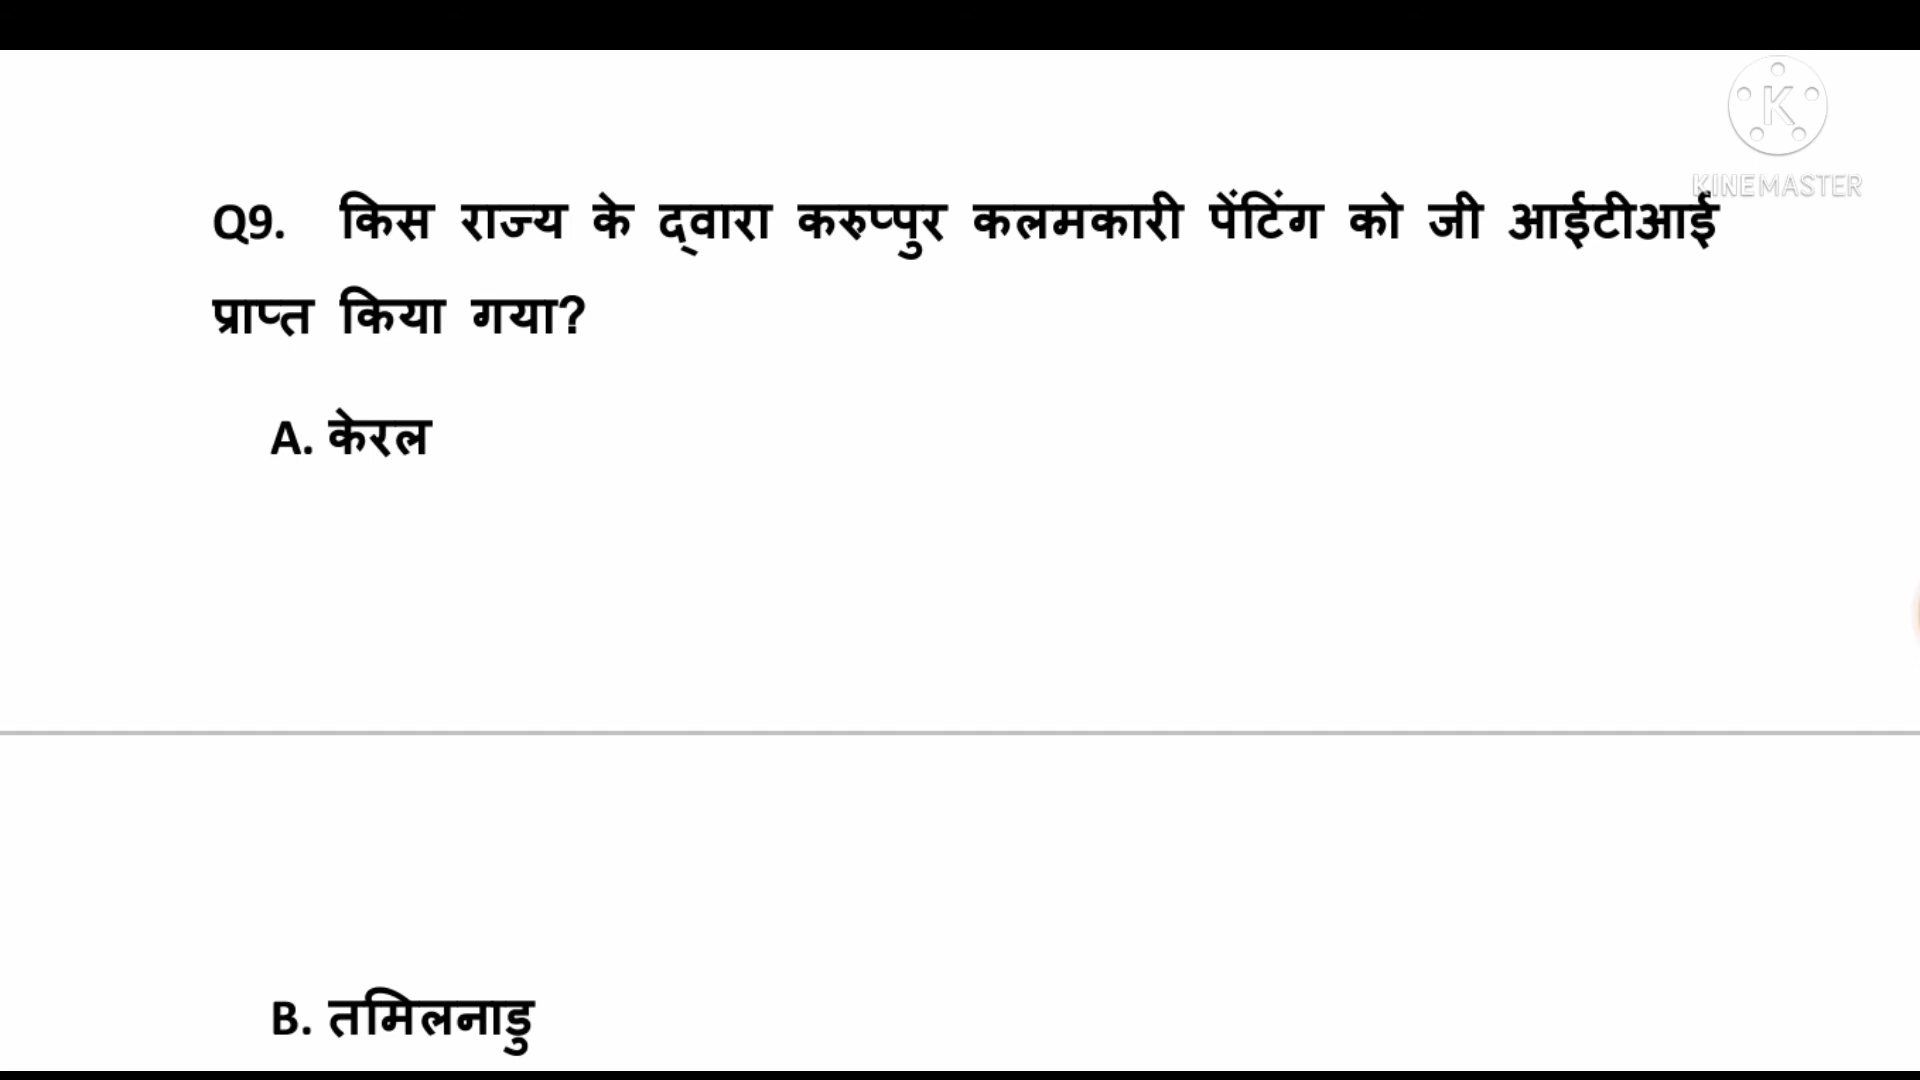 KINEMASTER
Q9. किस राज्य के द्वारा करुप्पुर कलमकारी पेंटिंग को जी आईटीआई
प्राप्त किया गया?
A. केरल
B. तमिलनाडु